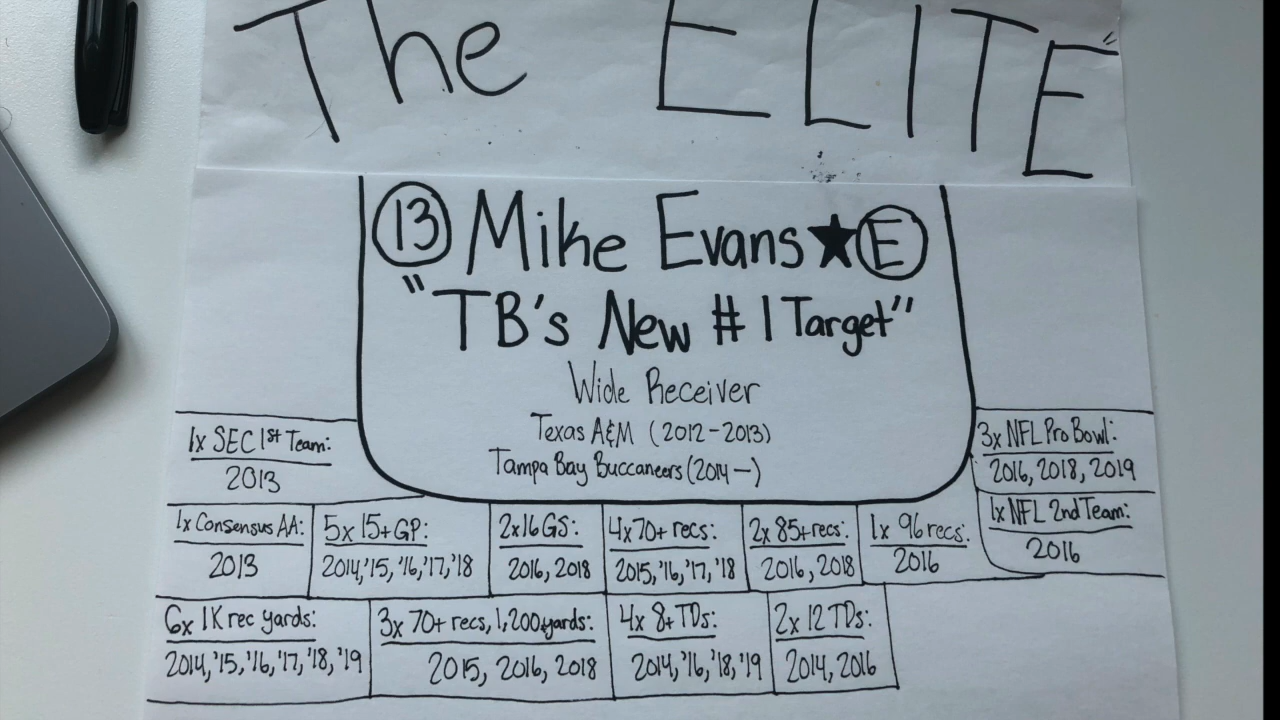 The ELITE
13 Mike Evans ★ E
"TB's New #1 Target"
Wide Receiver
Texas A&M (2012-2013)
Tampa Bay Buccaneers (2014—)
1x SEC 1st Team:
2013
3x NFL Pro Bowl:
2016, 2018, 2019
1x Consensus AA:
2013
5x 15+ GP:
2014, '15, '16, '17, '18
2x 16 GS:
2016, 2018
4x 70+ recs:
2015, '16, '17, '18
2x 85+ recs:
2016, 2018
1x 96 recs:
2016
1x NFL 2nd Team:
2016
6x 1K rec yards:
2014, '15, '16, '17, '18, '19
3x 70+ recs, 1,200+ yards:
2015, 2016, 2018
4x 8+ TDs:
2014, '16, '18, '19
2x 12 TDs:
2014, 2016